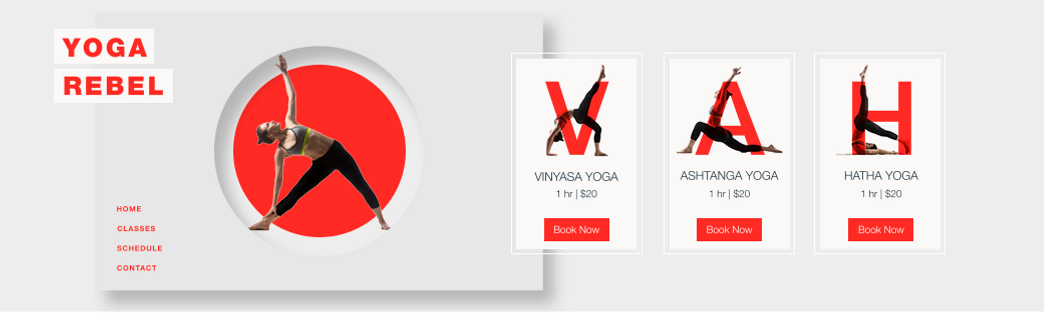 YOGA
REBEL
HOME
CLASSES
SCHEDULE
CONTACT
V
VINYASA YOGA
1 hr | $20
Book Now
A
ASHTANGA YOGA
1 hr | $20
Book Now
H
HATHA YOGA
1 hr | $20
Book Now